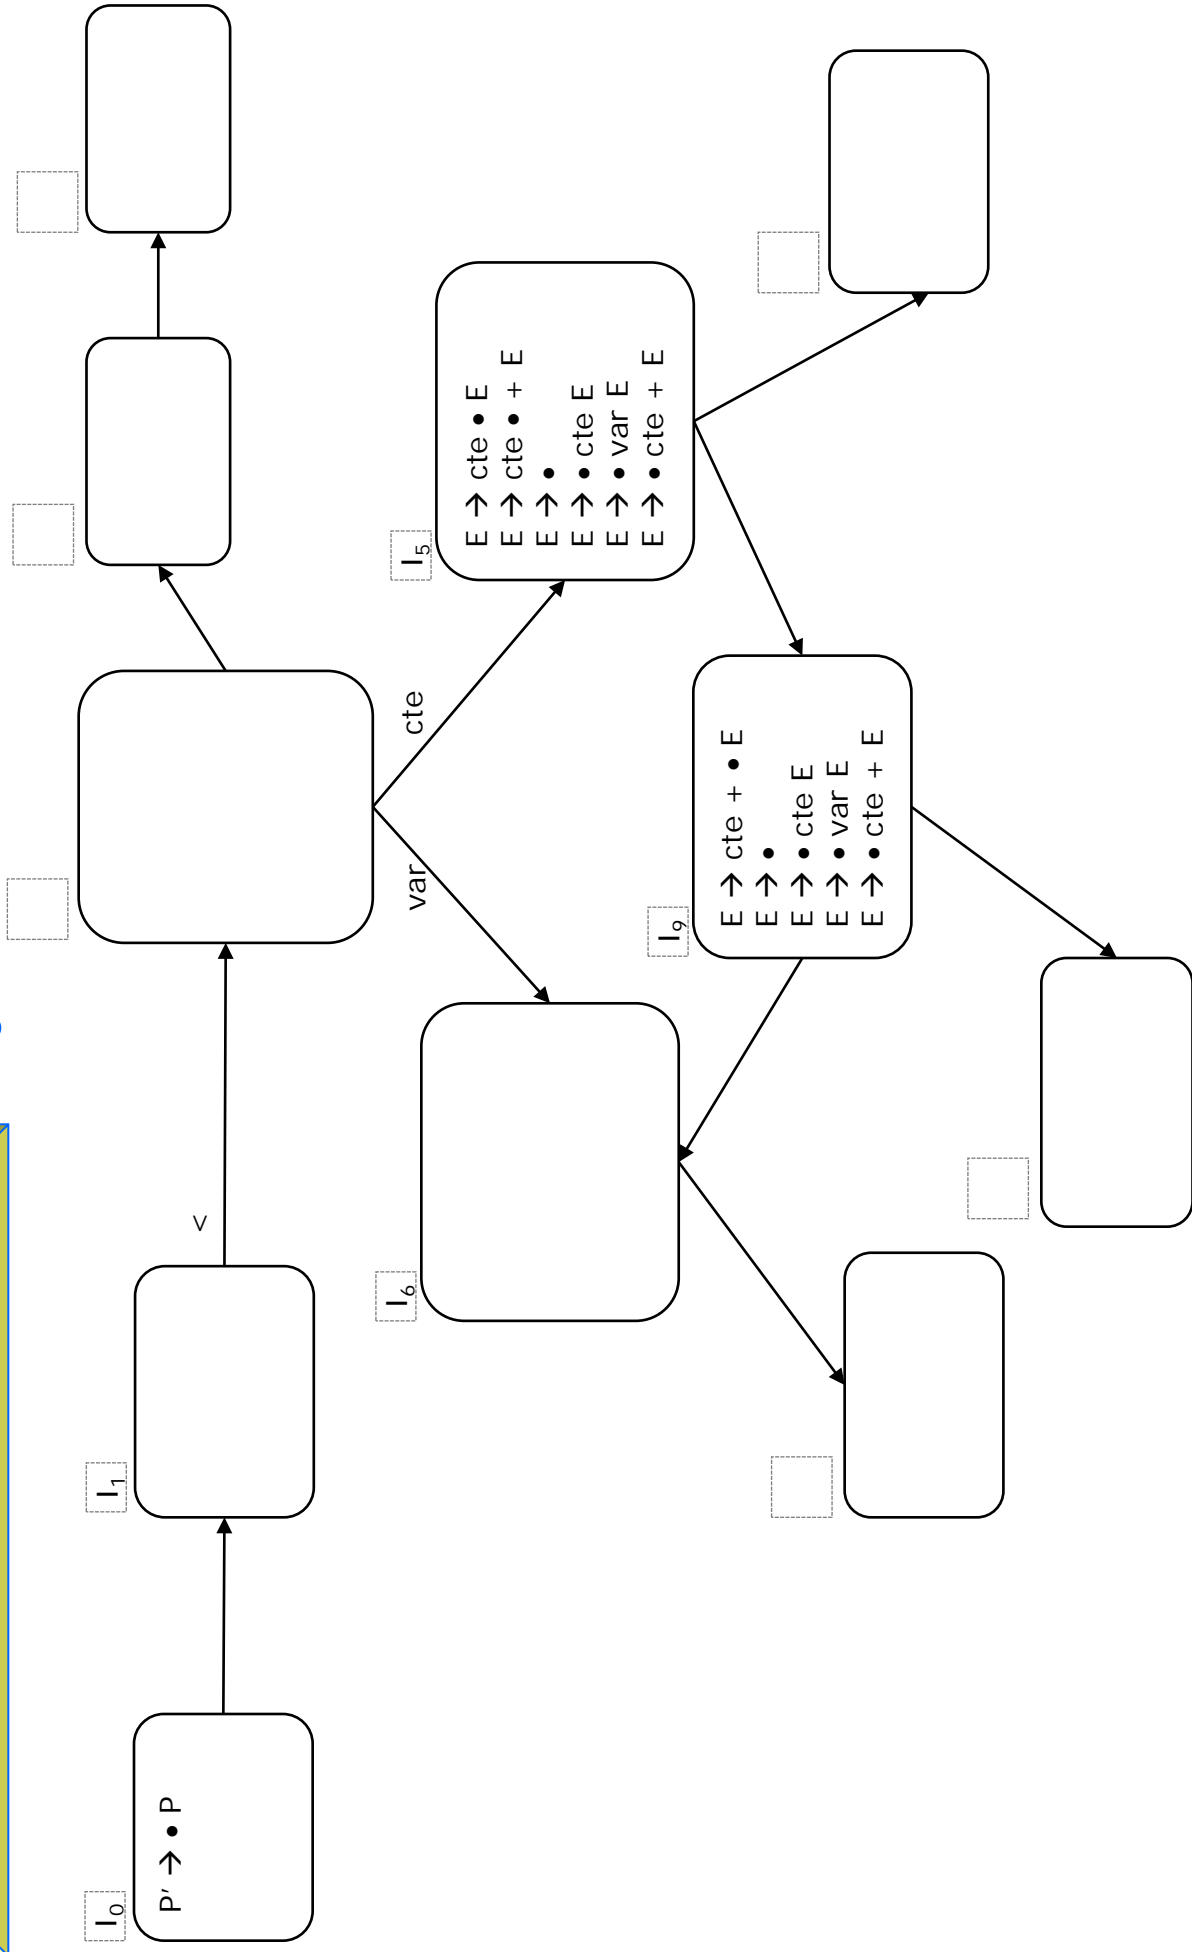 I₀
P' → • P
I₁
<
var
cte
I₆
I₅
E → cte • E
E → cte • + E
E → •
E → • cte E
E → • var E
E → • cte + E
I₉
E → cte + • E
E → •
E → • cte E
E → • var E
E → • cte + E